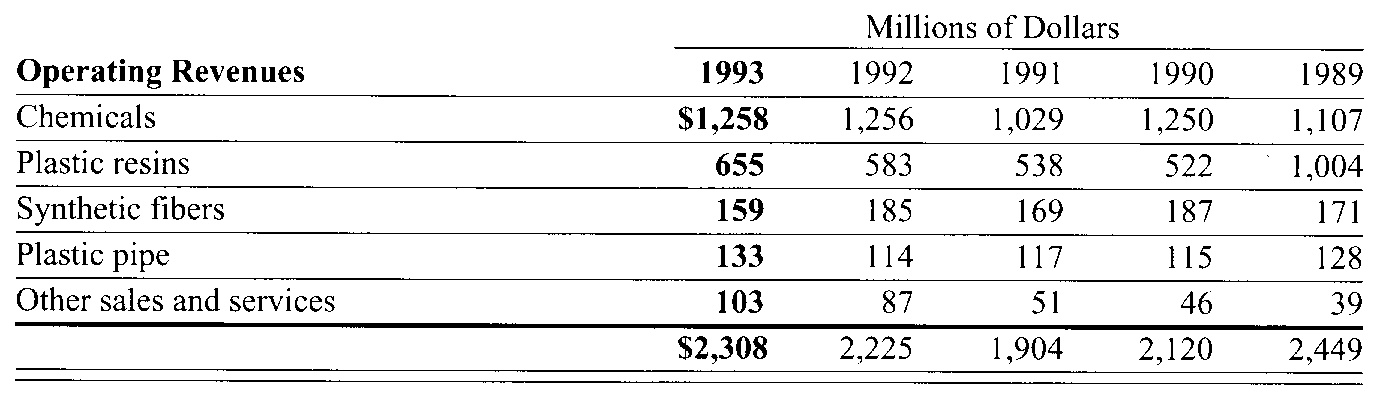 Millions of Dollars
Operating Revenues 1993 1992 1991 1990 1989
Chemicals $1,258 1,256 1,029 1,250 1,107
Plastic resins 655 583 538 522 1,004
Synthetic fibers 159 185 169 187 171
Plastic pipe 133 114 117 115 128
Other sales and services 103 87 51 46 39
$2,308 2,225 1,904 2,120 2,449